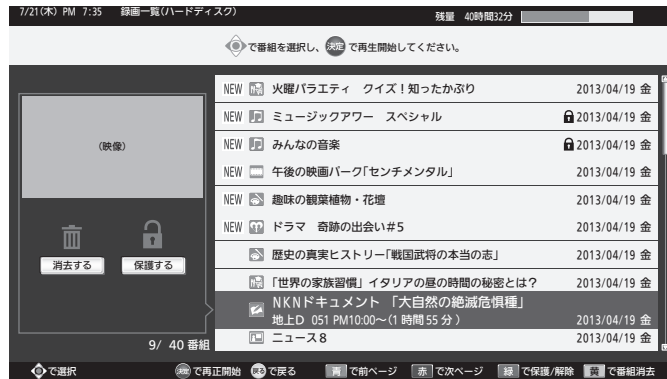 7/21(木) PM 7:35 録画一覧(ハードディスク) 残量 40時間32分
で番組を選択し、決定 で再生開始してください。
(映像)
消去する 保護する
9/ 40 番組
NEW 火曜バラエティ クイズ!知ったかぶり 2013/04/19 金
NEW ミュージックアワー スペシャル 2013/04/19 金
NEW みんなの音楽 2013/04/19 金
NEW 午後の映画パーク「センチメンタル」 2013/04/19 金
NEW 趣味の観葉植物・花壇 2013/04/19 金
NEW ドラマ 奇跡の出会い#5 2013/04/19 金
歴史の真実ヒストリー「戦国武将の本当の志」 2013/04/19 金
「世界の家族習慣」イタリアの昼の時間の秘密とは? 2013/04/19 金
NKNドキュメント 「大自然の絶滅危惧種」
地上D 051 PM10:00~(1時間55分) 2013/04/19 金
ニュース8 2013/04/19 金
で選択 決定 で再正開始 戻る で戻る 青 で前ページ 赤 で次ページ 緑 で保護/解除 黄 で番組消去